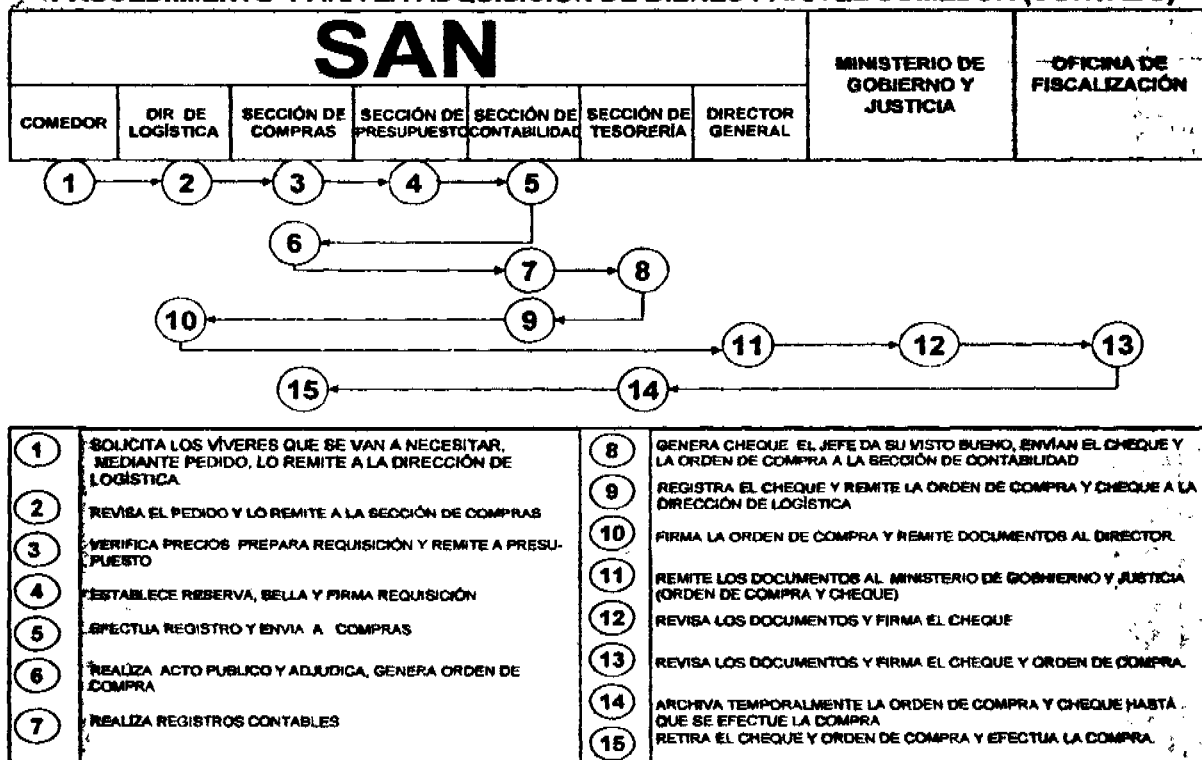 SAN
MINISTERIO DE
GOBIERNO Y
JUSTICIA
OFICINA DE
FISCALIZACIÓN
COMEDOR
DIR DE
LOGÍSTICA
SECCIÓN DE
COMPRAS
SECCIÓN DE
PRESUPUESTO
SECCIÓN DE
CONTABILIDAD
SECCIÓN DE
TESORERÍA
DIRECTOR
GENERAL
1 2 3 4 5
6
7 8
10 9
11 12 13
15 14
1 SOLICITA LOS VÍVERES QUE SE VAN A NECESITAR,
MEDIANTE PEDIDO, LO REMITE A LA DIRECCIÓN DE
LOGÍSTICA
2 REVISA EL PEDIDO Y LO REMITE A LA SECCIÓN DE COMPRAS
3 VERIFICA PRECIOS PREPARA REQUISICIÓN Y REMITE A PRESU-
PUESTO
4 ESTABLECE RESERVA, SELLA Y FIRMA REQUISICIÓN
5 EFECTUA REGISTRO Y ENVIA A COMPRAS
6 REALIZA ACTO PUBLICO Y ADJUDICA, GENERA ORDEN DE
COMPRA
7 REALIZA REGISTROS CONTABLES
8 GENERA CHEQUE EL JEFE DA SU VISTO BUENO, ENVÍAN EL CHEQUE Y
LA ORDEN DE COMPRA A LA SECCIÓN DE CONTABILIDAD
9 REGISTRA EL CHEQUE Y REMITE LA ORDEN DE COMPRA Y CHEQUE A LA
DIRECCIÓN DE LOGÍSTICA
10 FIRMA LA ORDEN DE COMPRA Y REMITE DOCUMENTOS AL DIRECTOR
11 REMITE LOS DOCUMENTOS AL MINISTERIO DE GOBIERNO Y JUSTICIA
(ORDEN DE COMPRA Y CHEQUE)
12 REVISA LOS DOCUMENTOS Y FIRMA EL CHEQUE
13 REVISA LOS DOCUMENTOS Y FIRMA EL CHEQUE Y ORDEN DE COMPRA.
14 ARCHIVA TEMPORALMENTE LA ORDEN DE COMPRA Y CHEQUE HASTA
QUE SE EFECTUE LA COMPRA
15 RETIRA EL CHEQUE Y ORDEN DE COMPRA Y EFECTUA LA COMPRA.